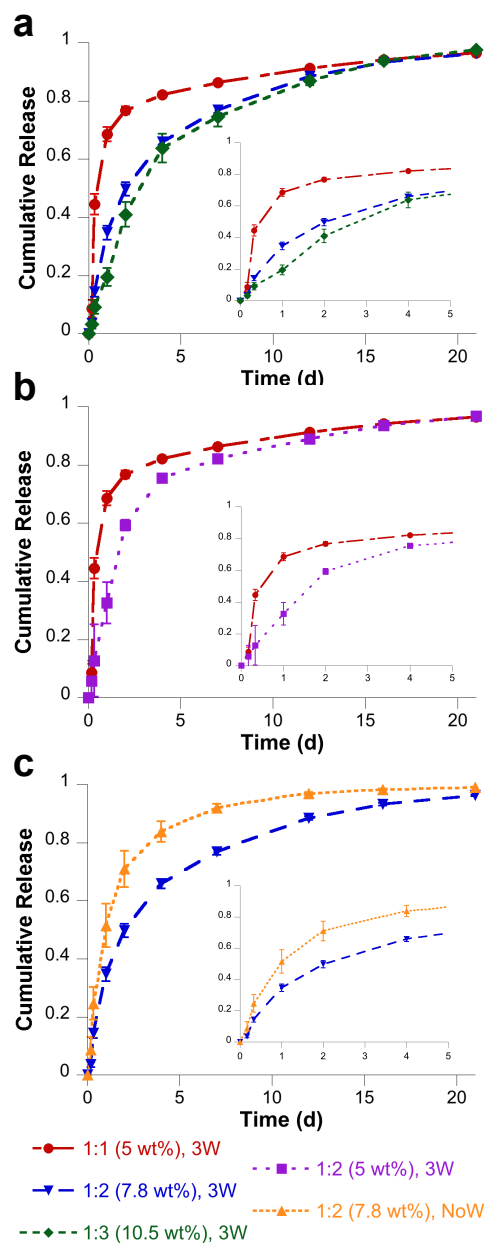 a
1
0.8
0.6
0.4
0.2
0
Cumulative Release
1
0.8
0.6
0.4
0.2
0
0 1 2 3 4 5
0 5 10 15 20
Time (d)
b
1
0.8
0.6
0.4
0.2
0
Cumulative Release
1
0.8
0.6
0.4
0.2
0
0 1 2 3 4 5
0 5 10 15 20
Time (d)
c
1
0.8
0.6
0.4
0.2
0
Cumulative Release
1
0.8
0.6
0.4
0.2
0
0 1 2 3 4 5
0 5 10 15 20
Time (d)
1:1 (5 wt%), 3W
1:2 (7.8 wt%), 3W
1:3 (10.5 wt%), 3W
1:2 (5 wt%), 3W
1:2 (7.8 wt%), NoW